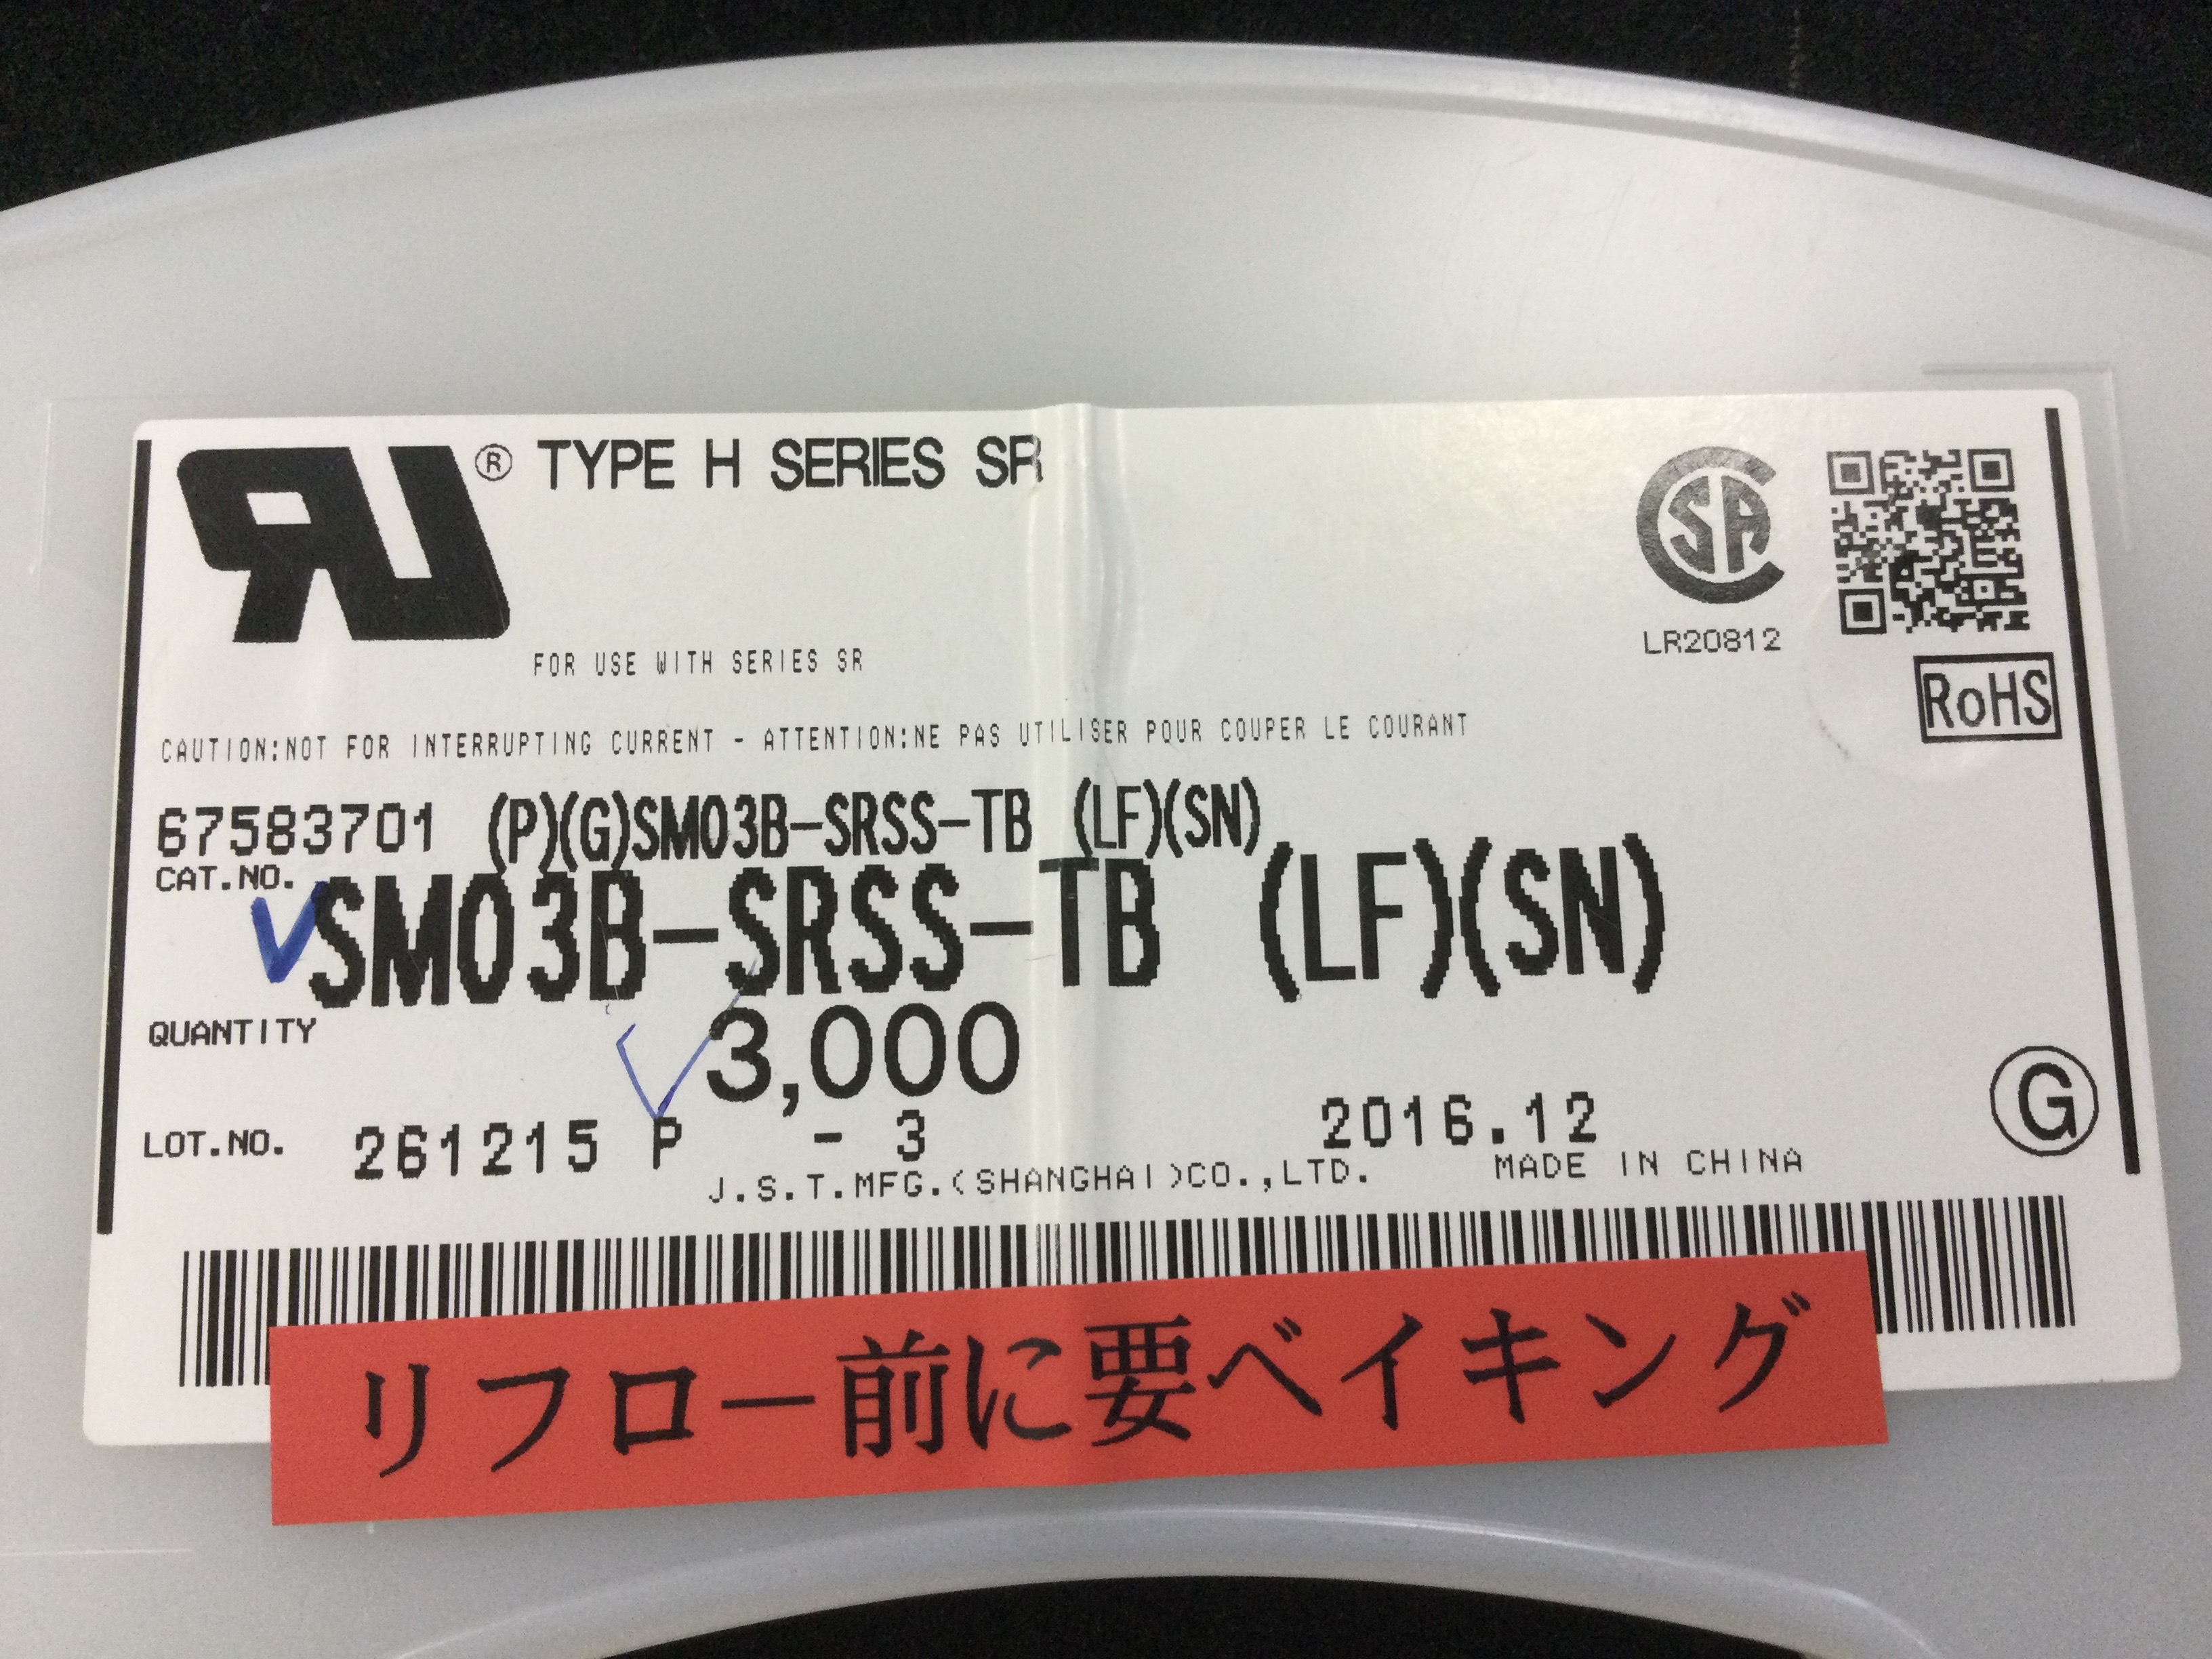 RU® TYPE H SERIES SR
CSA
LR20812
FOR USE WITH SERIES SR
RoHS
CAUTION:NOT FOR INTERRUPTING CURRENT - ATTENTION:NE PAS UTILISER POUR COUPER LE COURANT
67583701 (P)(G)SM03B-SRSS-TB (LF)(SN)
CAT.NO.
SM03B-SRSS-TB (LF)(SN)
QUANTITY 3,000
LOT.NO. 261215 P - 3 2016.12
G
J.S.T.MFG.(SHANGHAI)CO.,LTD. MADE IN CHINA
リフロー前に要ベイキング